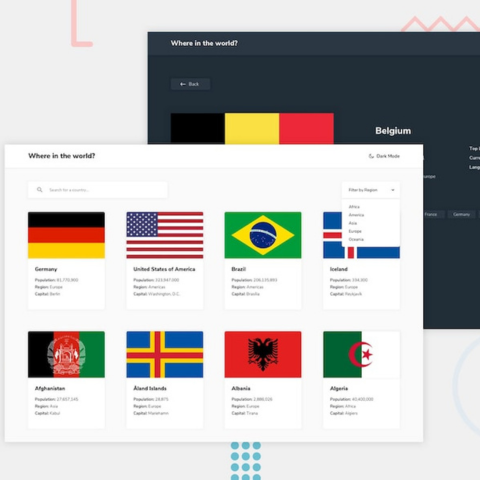 Where in the world?
Back
Belgium
France
Germany
Where in the world?
Dark Mode
Search for a country...
Filter by Region
Africa
America
Asia
Europe
Oceania
Germany
Population: 81,770,900
Region: Europe
Capital: Berlin
United States of America
Population: 323,947,000
Region: Americas
Capital: Washington, D.C.
Brazil
Population: 206,135,893
Region: Americas
Capital: Brasília
Iceland
Population: 334,300
Region: Europe
Capital: Reykjavík
Afghanistan
Population: 27,657,145
Region: Asia
Capital: Kabul
Åland Islands
Population: 28,875
Region: Europe
Capital: Mariehamn
Albania
Population: 2,886,026
Region: Europe
Capital: Tirana
Algeria
Population: 40,400,000
Region: Africa
Capital: Algiers